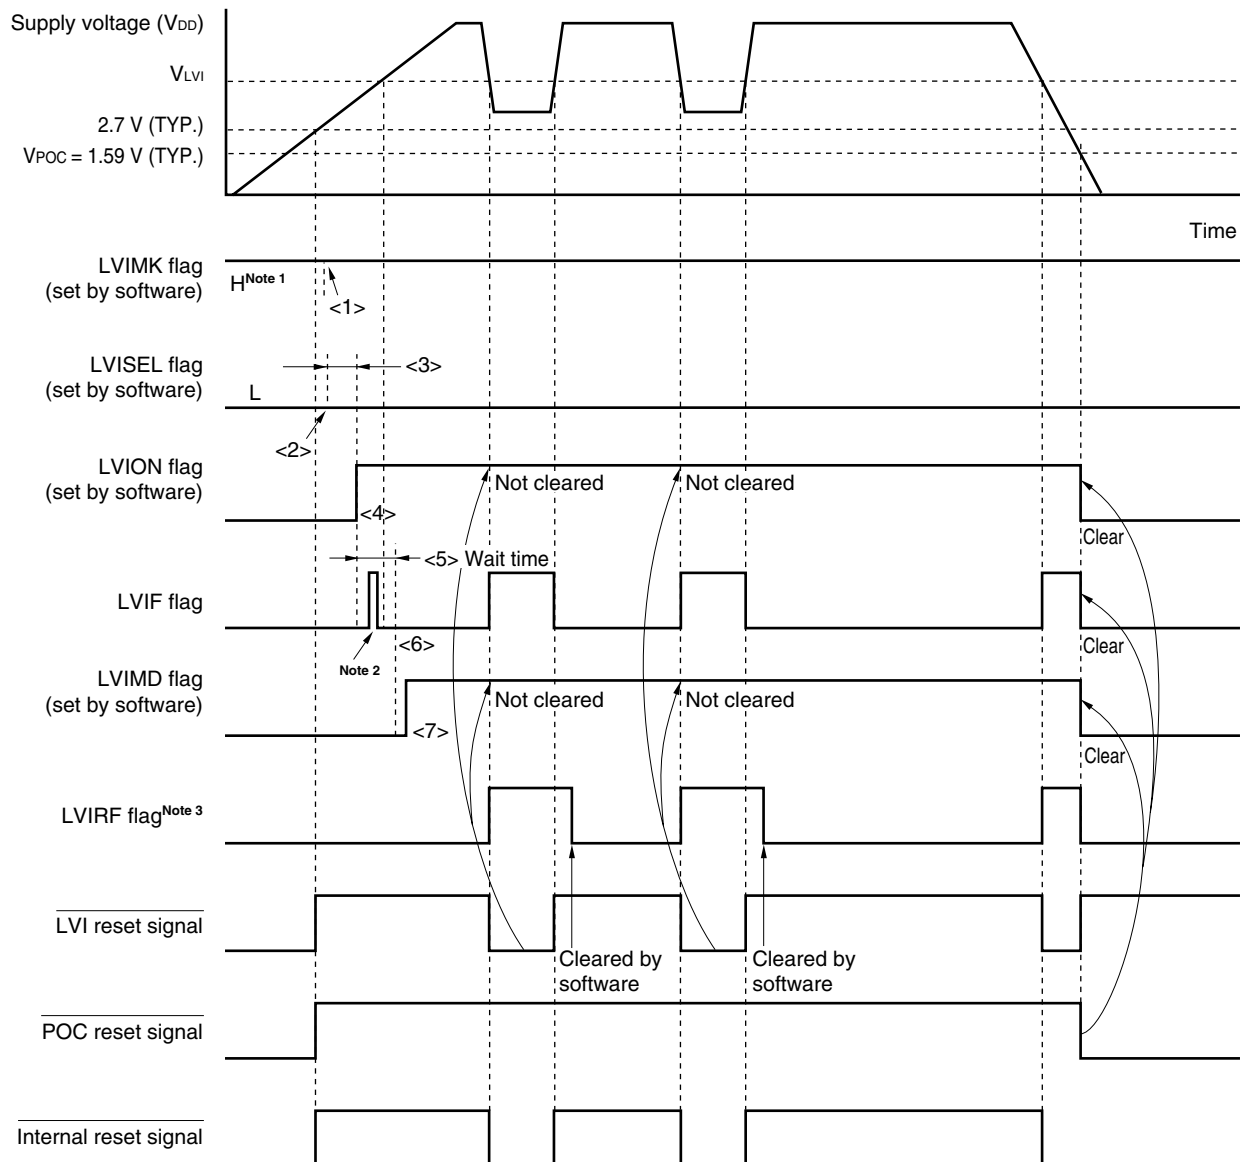 Supply voltage (VDD)
VLVI
2.7 V (TYP.)
VPOC = 1.59 V (TYP.)
Time
LVIMK flag
(set by software)
HNote 1
<1>
LVISEL flag
(set by software)
<3>
L
<2>
LVION flag
(set by software)
Not cleared
Not cleared
<4>
Clear
<5> Wait time
LVIF flag
Note 2
<6>
Clear
LVIMD flag
(set by software)
Not cleared
Not cleared
<7>
Clear
LVIRF flagNote 3
LVI reset signal
Cleared by
software
Cleared by
software
POC reset signal
Internal reset signal